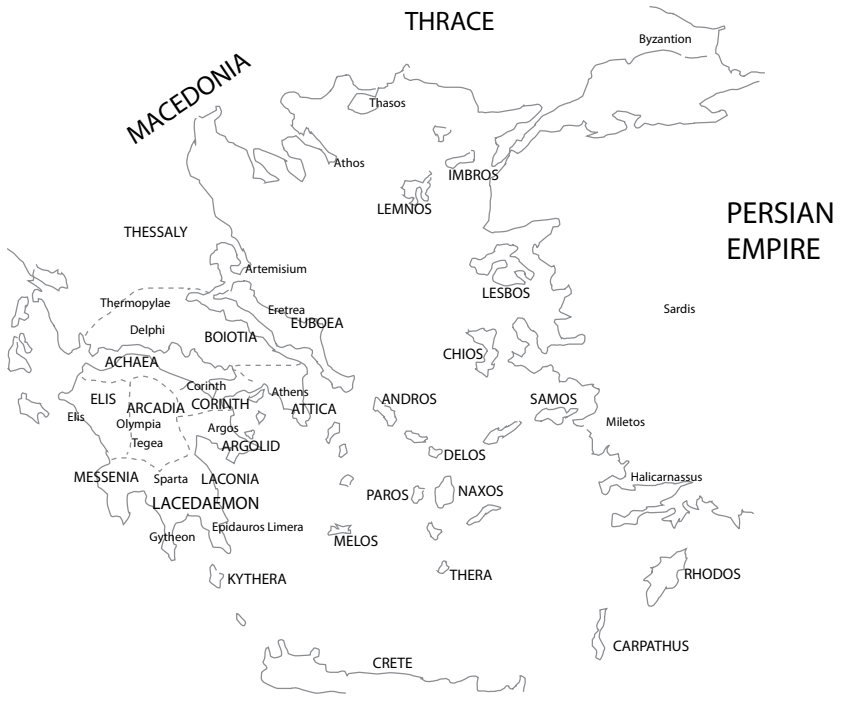 THRACE
Byzantion
MACEDONIA
Thasos
Athos
IMBROS
LEMNOS
PERSIAN
EMPIRE
THESSALY
Artemisium
LESBOS
Thermopylae
Eretrea
Sardis
EUBOEA
Delphi
BOIOTIA
CHIOS
ACHAEA
Corinth
Athens
ELIS
ARCADIA
CORINTH
ATTICA
ANDROS
SAMOS
Elis
Olympia
Argos
Miletos
Tegea
ARGOLID
DELOS
MESSENIA
Sparta
LACONIA
Halicarnassus
PAROS
NAXOS
LACEDAEMON
Epidauros Limera
Gytheon
MELOS
KYTHERA
THERA
RHODOS
CARPATHUS
CRETE